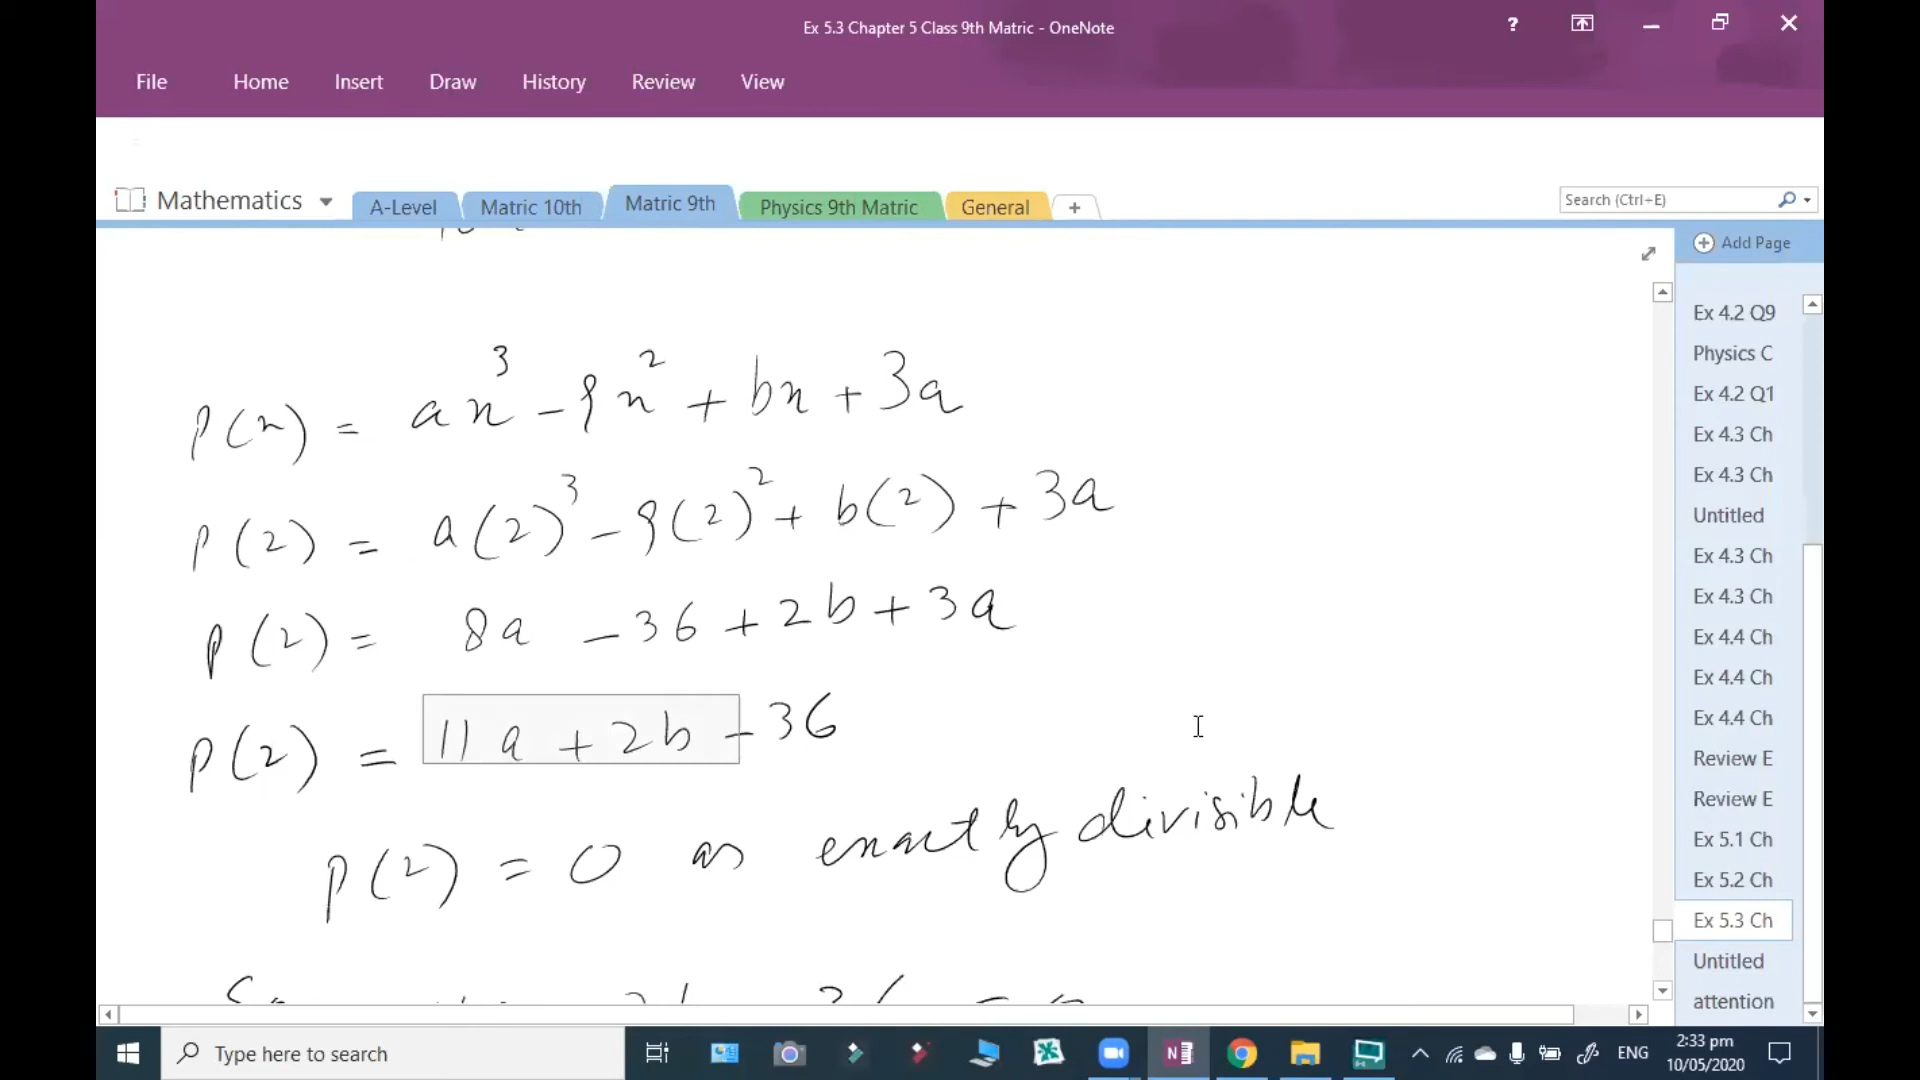 Ex 5.3 Chapter 5 Class 9th Matric - OneNote
?
File Home Insert Draw History Review View
Mathematics A-Level Matric 10th Matric 9th Physics 9th Matric General +
Search (Ctrl+E)
Add Page
Ex 4.2 Q9
Physics C
Ex 4.2 Q1
Ex 4.3 Ch
Ex 4.3 Ch
Untitled
Ex 4.3 Ch
Ex 4.3 Ch
Ex 4.4 Ch
Ex 4.4 Ch
Ex 4.4 Ch
Review E
Review E
Ex 5.1 Ch
Ex 5.2 Ch
Ex 5.3 Ch
Untitled
attention
P(x) = ax³ - 9x² + bx + 3a
P(2) = a(2)³ - 9(2)² + b(2) + 3a
P(2) = 8a - 36 + 2b + 3a
P(2) = 11a + 2b - 36
P(2) = 0 as exactly divisible
Type here to search
ENG
2:33 pm
10/05/2020